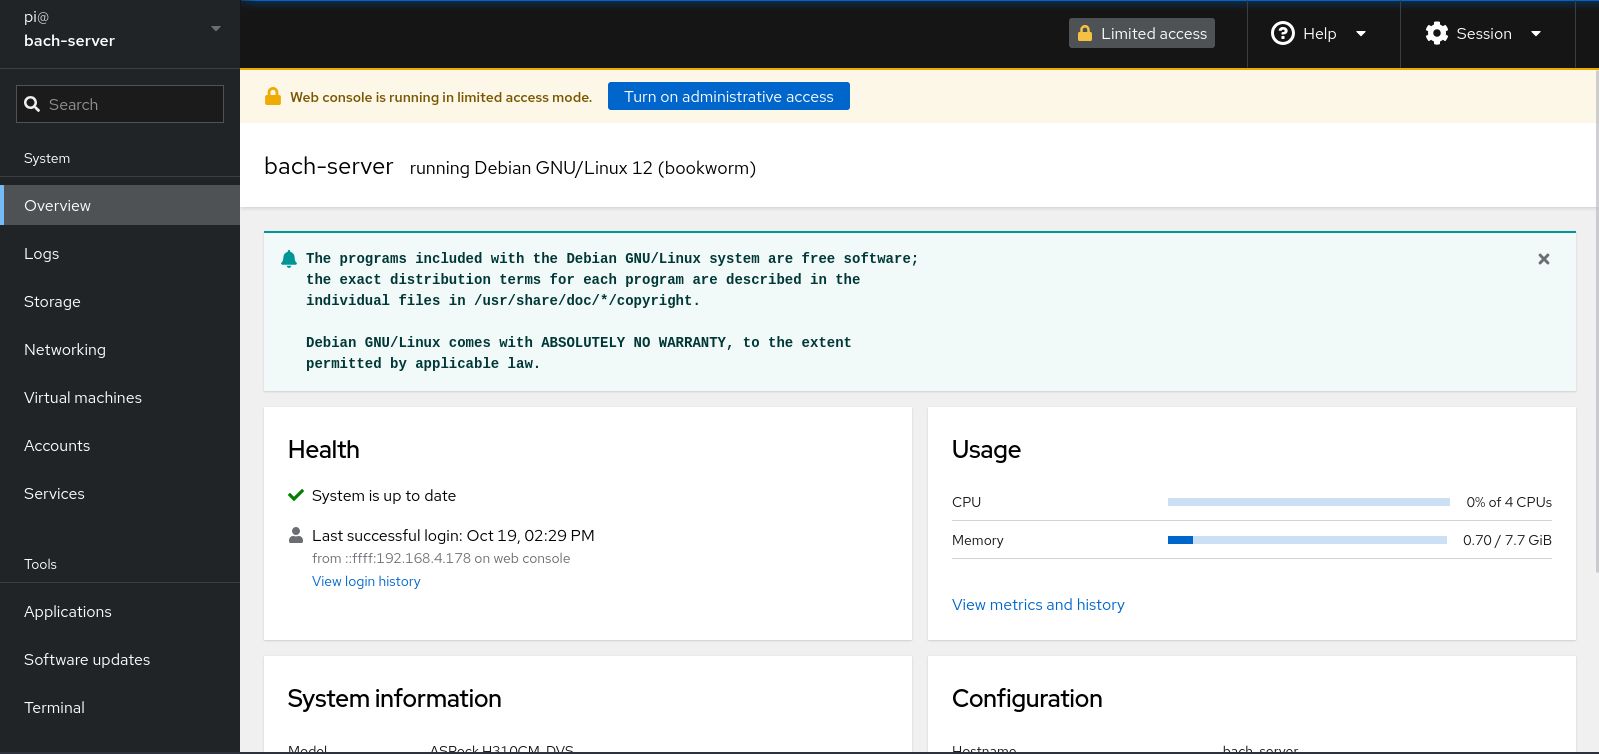 pi@
bach-server
Limited access
Help
Session
Search
Web console is running in limited access mode.
Turn on administrative access
System
bach-server running Debian GNU/Linux 12 (bookworm)
Overview
Logs
Storage
Networking
Virtual machines
Accounts
Services
Tools
Applications
Software updates
Terminal
The programs included with the Debian GNU/Linux system are free software;
the exact distribution terms for each program are described in the
individual files in /usr/share/doc/*/copyright.
Debian GNU/Linux comes with ABSOLUTELY NO WARRANTY, to the extent
permitted by applicable law.
Health
System is up to date
Last successful login: Oct 19, 02:29 PM
from ::ffff:192.168.4.178 on web console
View login history
Usage
CPU 0% of 4 CPUs
Memory 0.70 / 7.7 GiB
View metrics and history
System information
Model ASRock H310CM-DVS
Configuration
Hostname bach-server